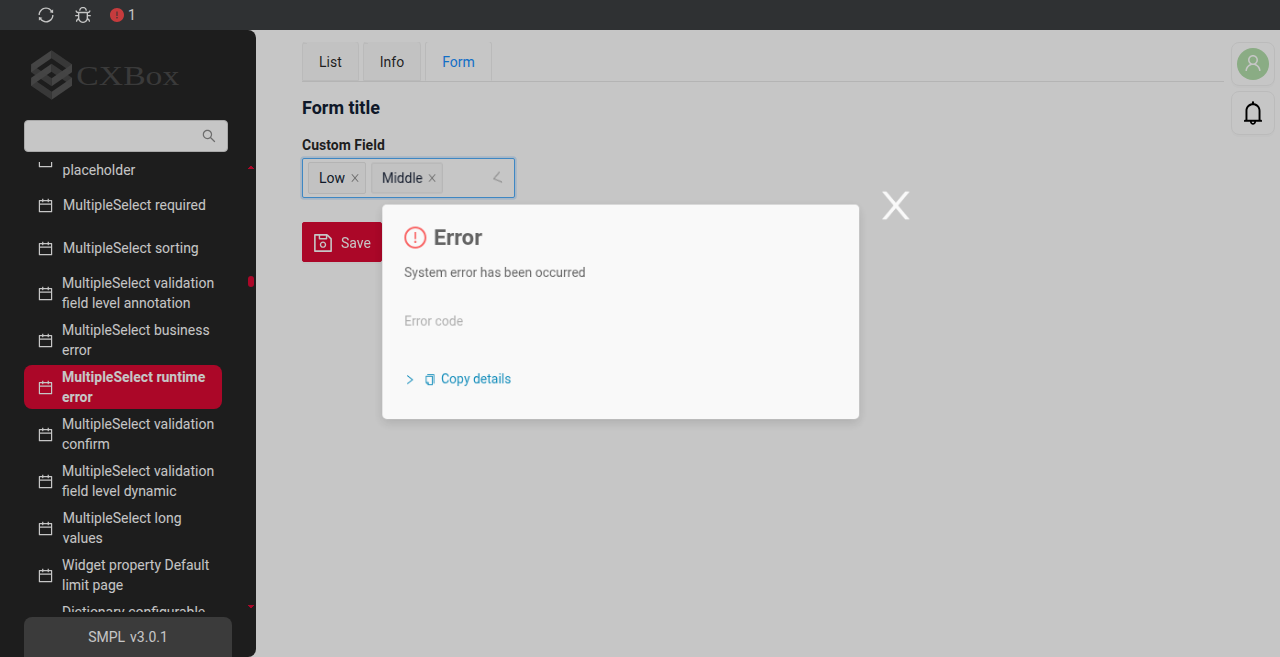 1
CXBox
placeholder
MultipleSelect required
MultipleSelect sorting
MultipleSelect validation
field level annotation
MultipleSelect business
error
MultipleSelect runtime
error
MultipleSelect validation
confirm
MultipleSelect validation
field level dynamic
MultipleSelect long
values
Widget property Default
limit page
Dictionary configurable
SMPL v3.0.1
List
Info
Form
Form title
Custom Field
Low
Middle
Save
Error
System error has been occurred
Error code
Copy details